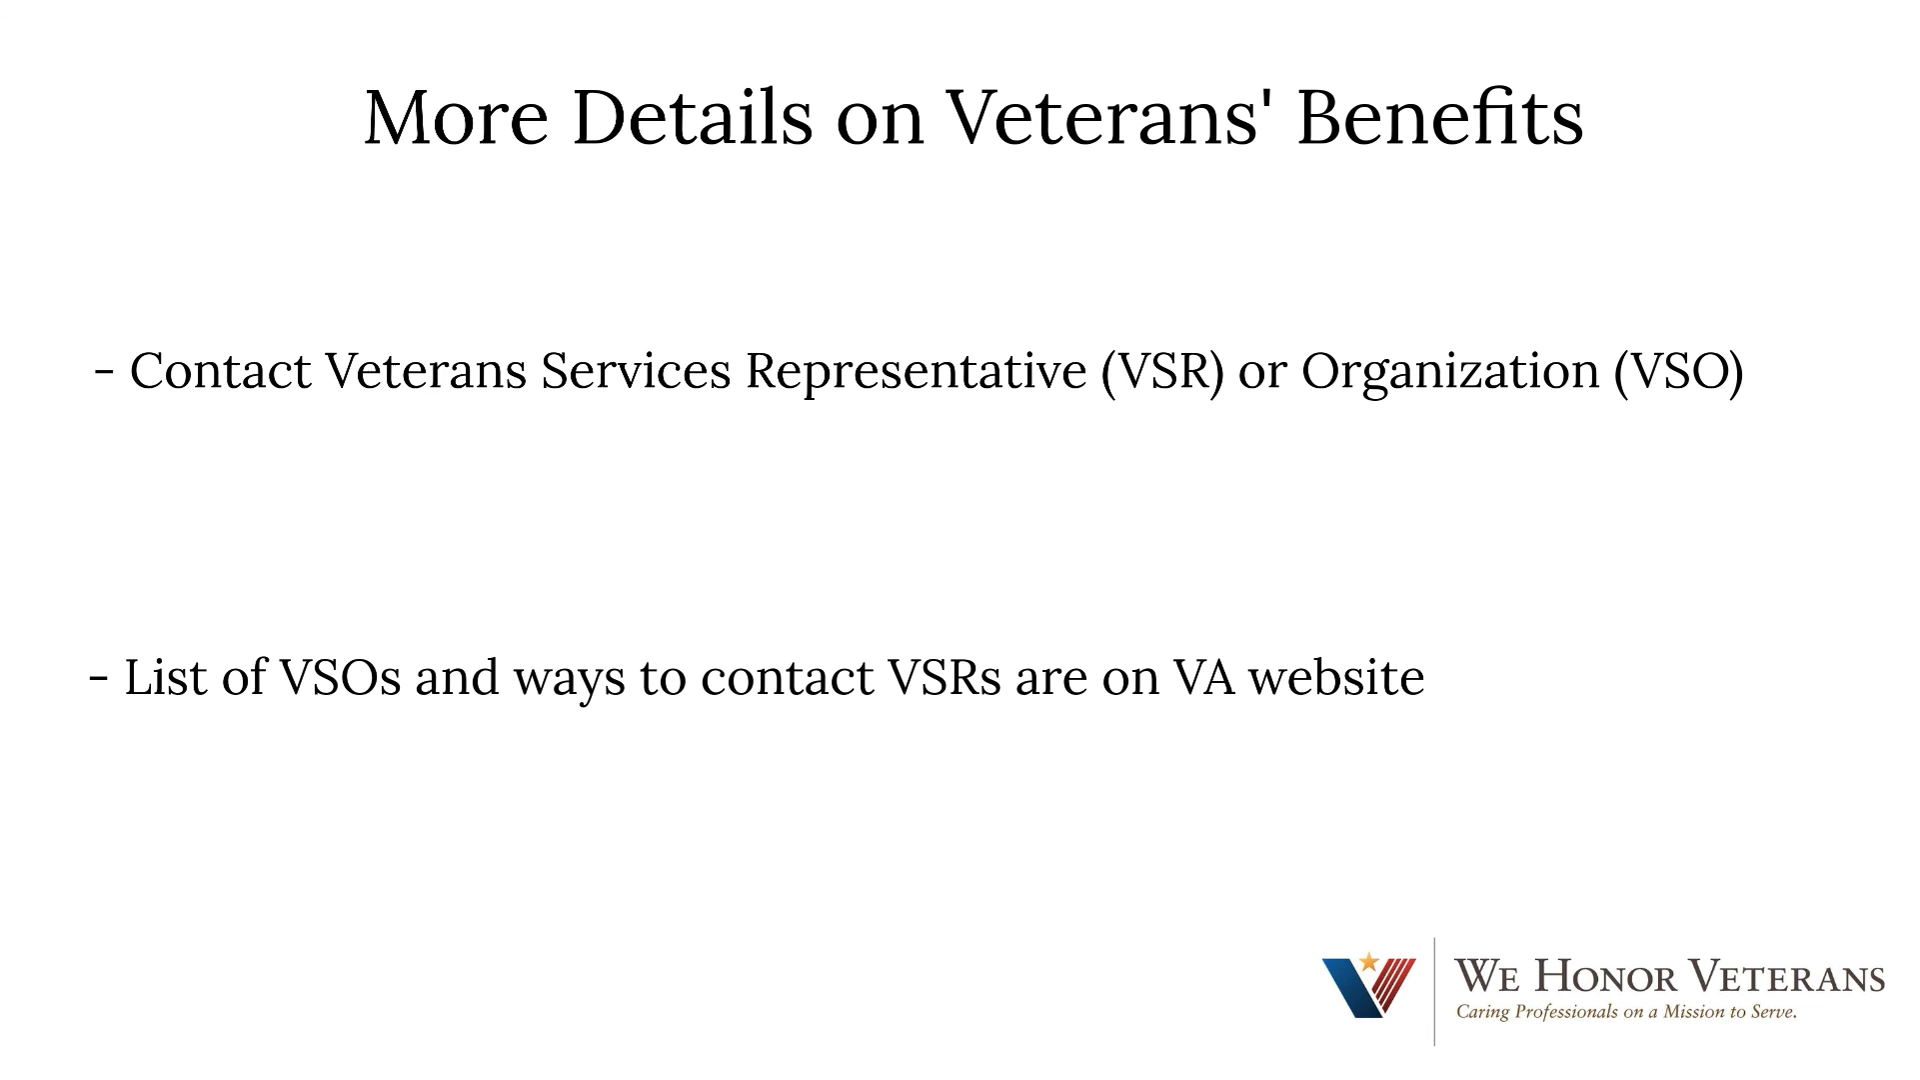 More Details on Veterans' Benefits
- Contact Veterans Services Representative (VSR) or Organization (VSO)
- List of VSOs and ways to contact VSRs are on VA website
WE HONOR VETERANS
Caring Professionals on a Mission to Serve.